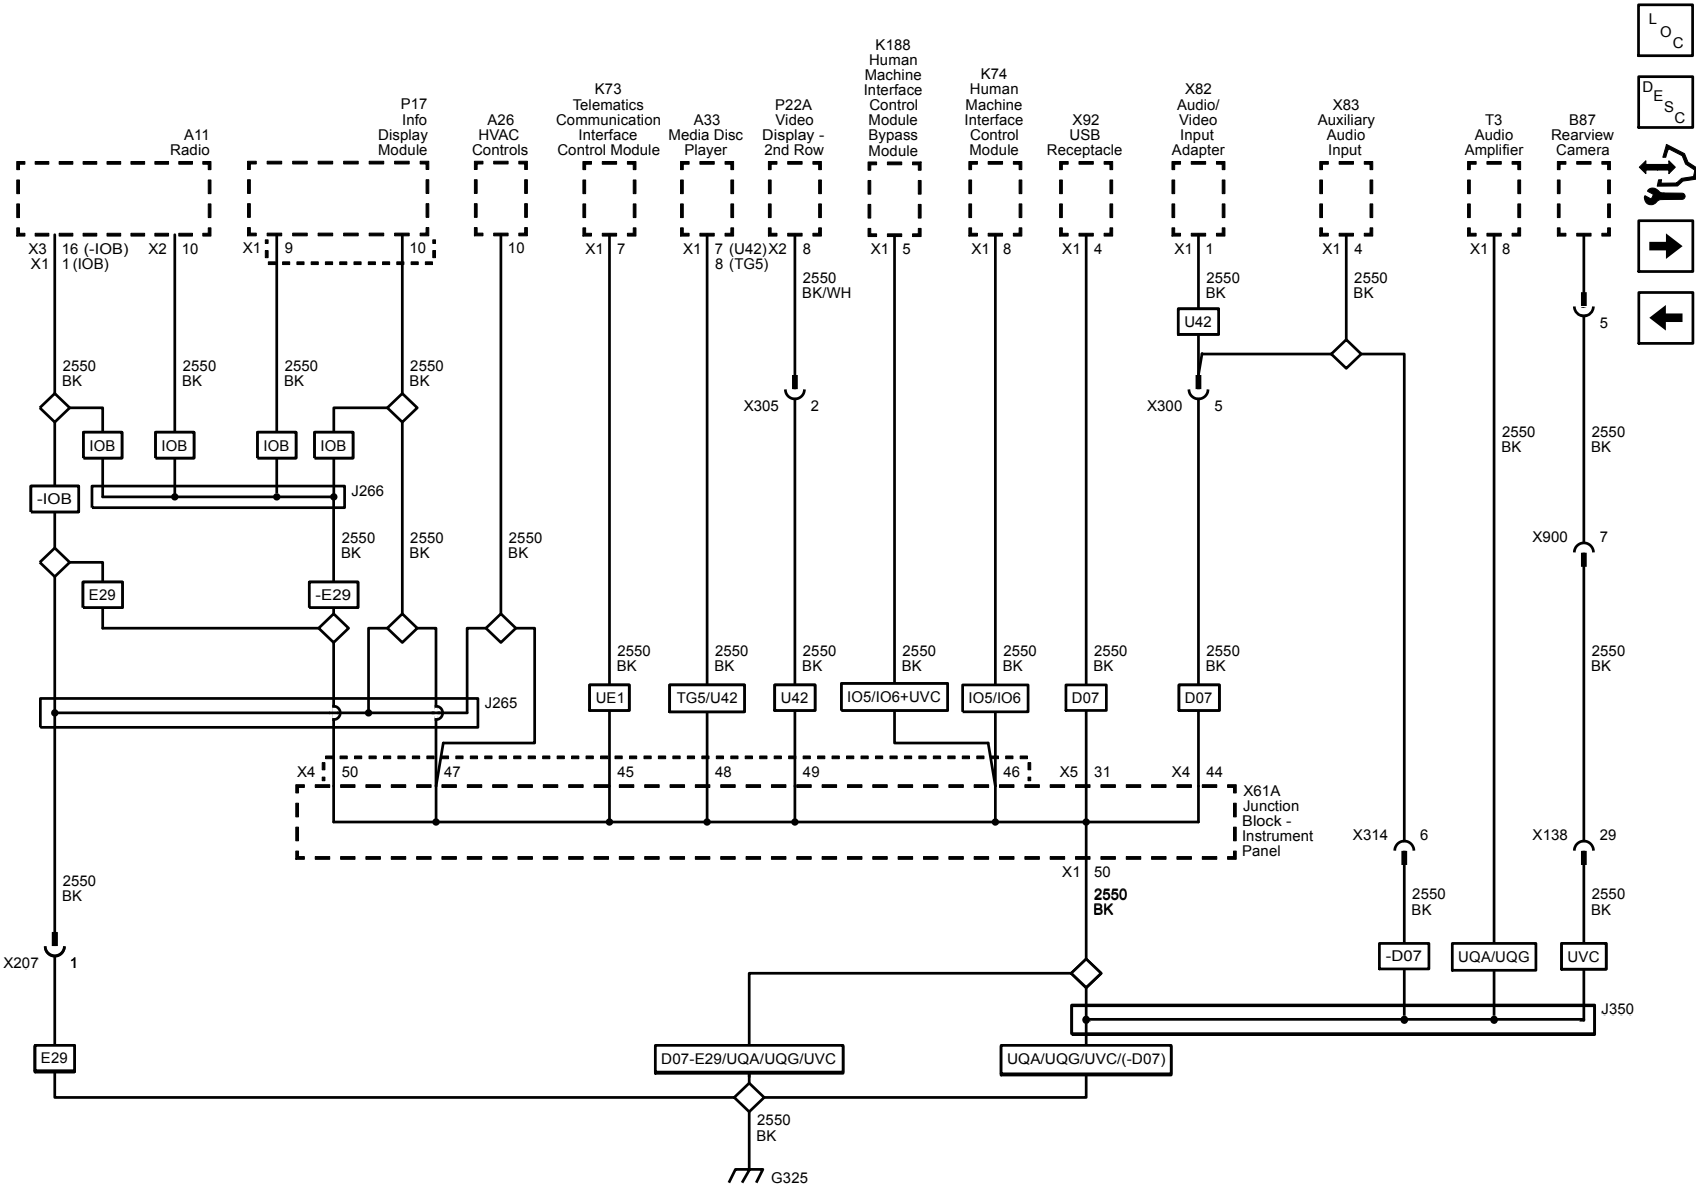 L
O
C
D
E
S
C
A11
Radio
P17
Info
Display
Module
A26
HVAC
Controls
K73
Telematics
Communication
Interface
Control Module
A33
Media Disc
Player
P22A
Video
Display -
2nd Row
K188
Human
Machine
Interface
Control
Module
Bypass
Module
K74
Human
Machine
Interface
Control
Module
X92
USB
Receptacle
X82
Audio/
Video
Input
Adapter
X83
Auxiliary
Audio
Input
T3
Audio
Amplifier
B87
Rearview
Camera
X3 16 (-IOB)
X1 1 (IOB)
X2 10
X1 9
10
10
X1 7
X1 7 (U42)
8 (TG5)
X2 8
X1 5
X1 8
X1 4
X1 1
X1 4
X1 8
2550
BK/WH
2550
BK
2550
BK
5
U42
2550
BK
2550
BK
2550
BK
2550
BK
X305 2
X300 5
IOB
IOB
IOB
IOB
2550
BK
2550
BK
-IOB
J266
2550
BK
2550
BK
2550
BK
X900 7
E29
-E29
2550
BK
2550
BK
2550
BK
2550
BK
2550
BK
2550
BK
2550
BK
2550
BK
UE1
TG5/U42
U42
IO5/IO6+UVC
IO5/IO6
D07
D07
J265
X4 50
47
45
48
49
46
X5 31
X4 44
X61A
Junction
Block -
Instrument
Panel
X314 6
X138 29
X1 50
2550
BK
2550
BK
2550
BK
2550
BK
X207 1
-D07
UQA/UQG
UVC
J350
E29
D07-E29/UQA/UQG/UVC
UQA/UQG/UVC/(-D07)
2550
BK
G325